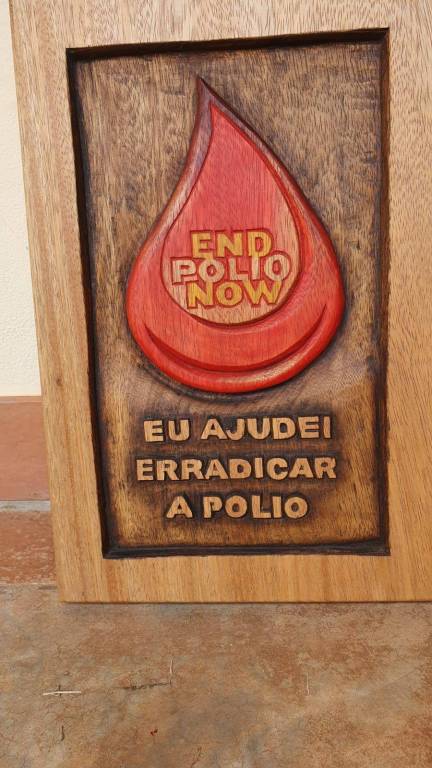 END
POLIO
NOW
EU AJUDEI
ERRADICAR
A POLIO